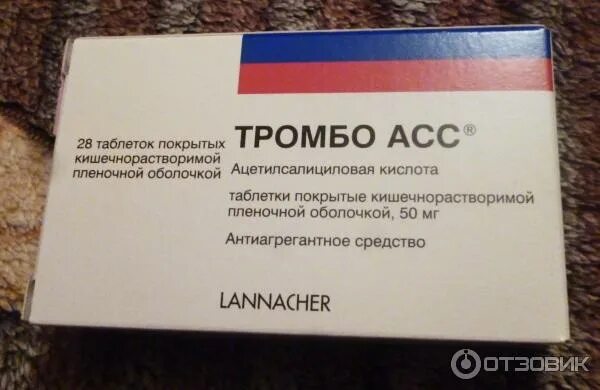 28 таблеток покрытых
кишечнорастворимой
пленочной оболочкой
ТРОМБО АСС®
Ацетилсалициловая кислота
таблетки покрытые кишечнорастворимой
пленочной оболочкой, 50 мг
Антиагрегантное средство
LANNACHER
ОТЗОВИК